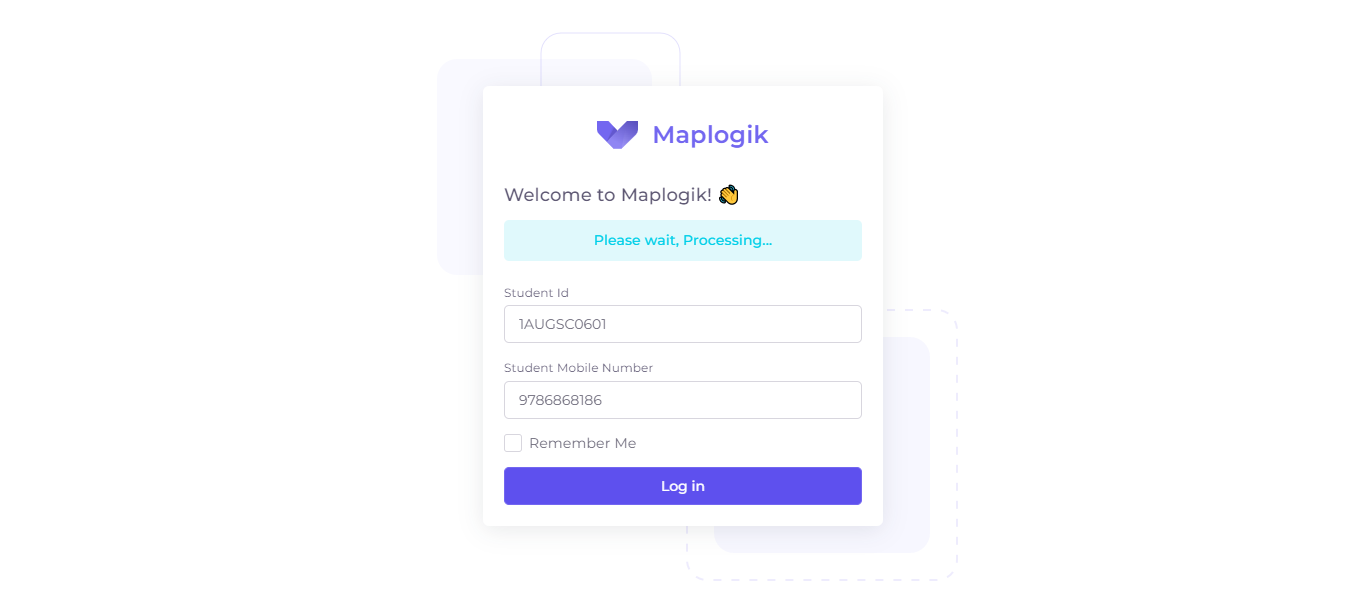 Maplogik
Welcome to Maplogik! 👋
Please wait, Processing...
Student Id
1AUGSC0601
Student Mobile Number
9786868186
Remember Me
Log in